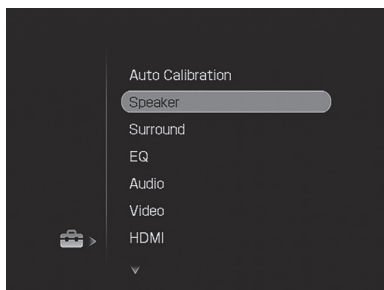 Auto Calibration
Speaker
Surround
EQ
Audio
Video
HDMI